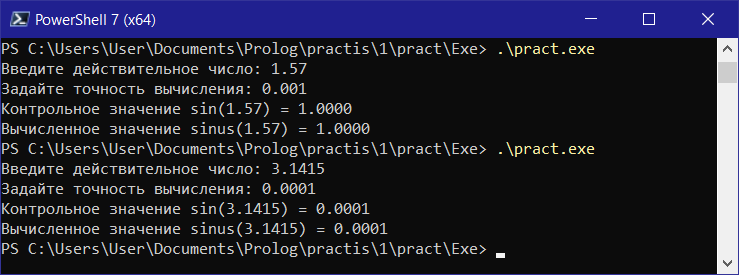 PowerShell 7 (x64)
PS C:\Users\User\Documents\Prolog\practis\1\pract\Exe> .\pract.exe
Введите действительное число: 1.57
Задайте точность вычисления: 0.001
Контрольное значение sin(1.57) = 1.0000
Вычисленное значение sinus(1.57) = 1.0000
PS C:\Users\User\Documents\Prolog\practis\1\pract\Exe> .\pract.exe
Введите действительное число: 3.1415
Задайте точность вычисления: 0.0001
Контрольное значение sin(3.1415) = 0.0001
Вычисленное значение sinus(3.1415) = 0.0001
PS C:\Users\User\Documents\Prolog\practis\1\pract\Exe>